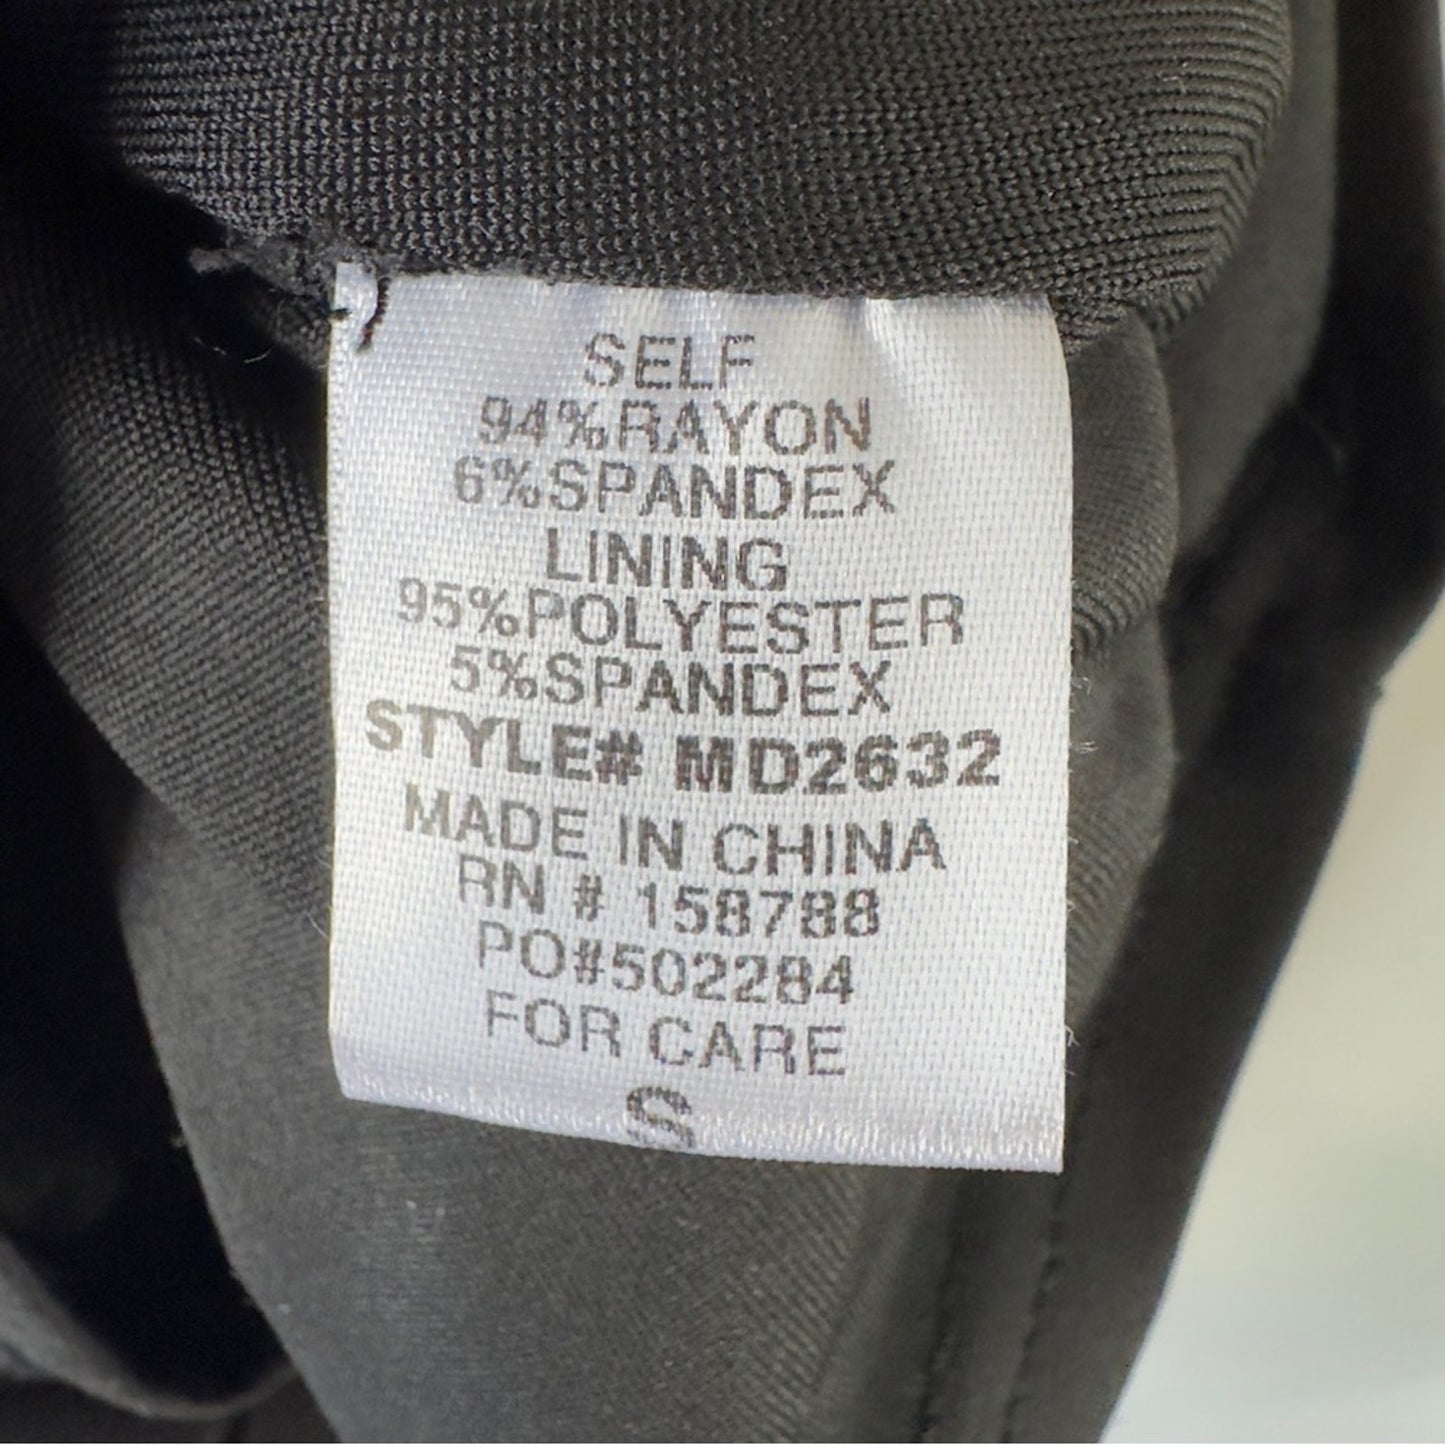 SELF
94%RAYON
6%SPANDEX
LINING
95%POLYESTER
5%SPANDEX
STYLE# MD2632
MADE IN CHINA
RN # 158788
PO#502284
FOR CARE
S